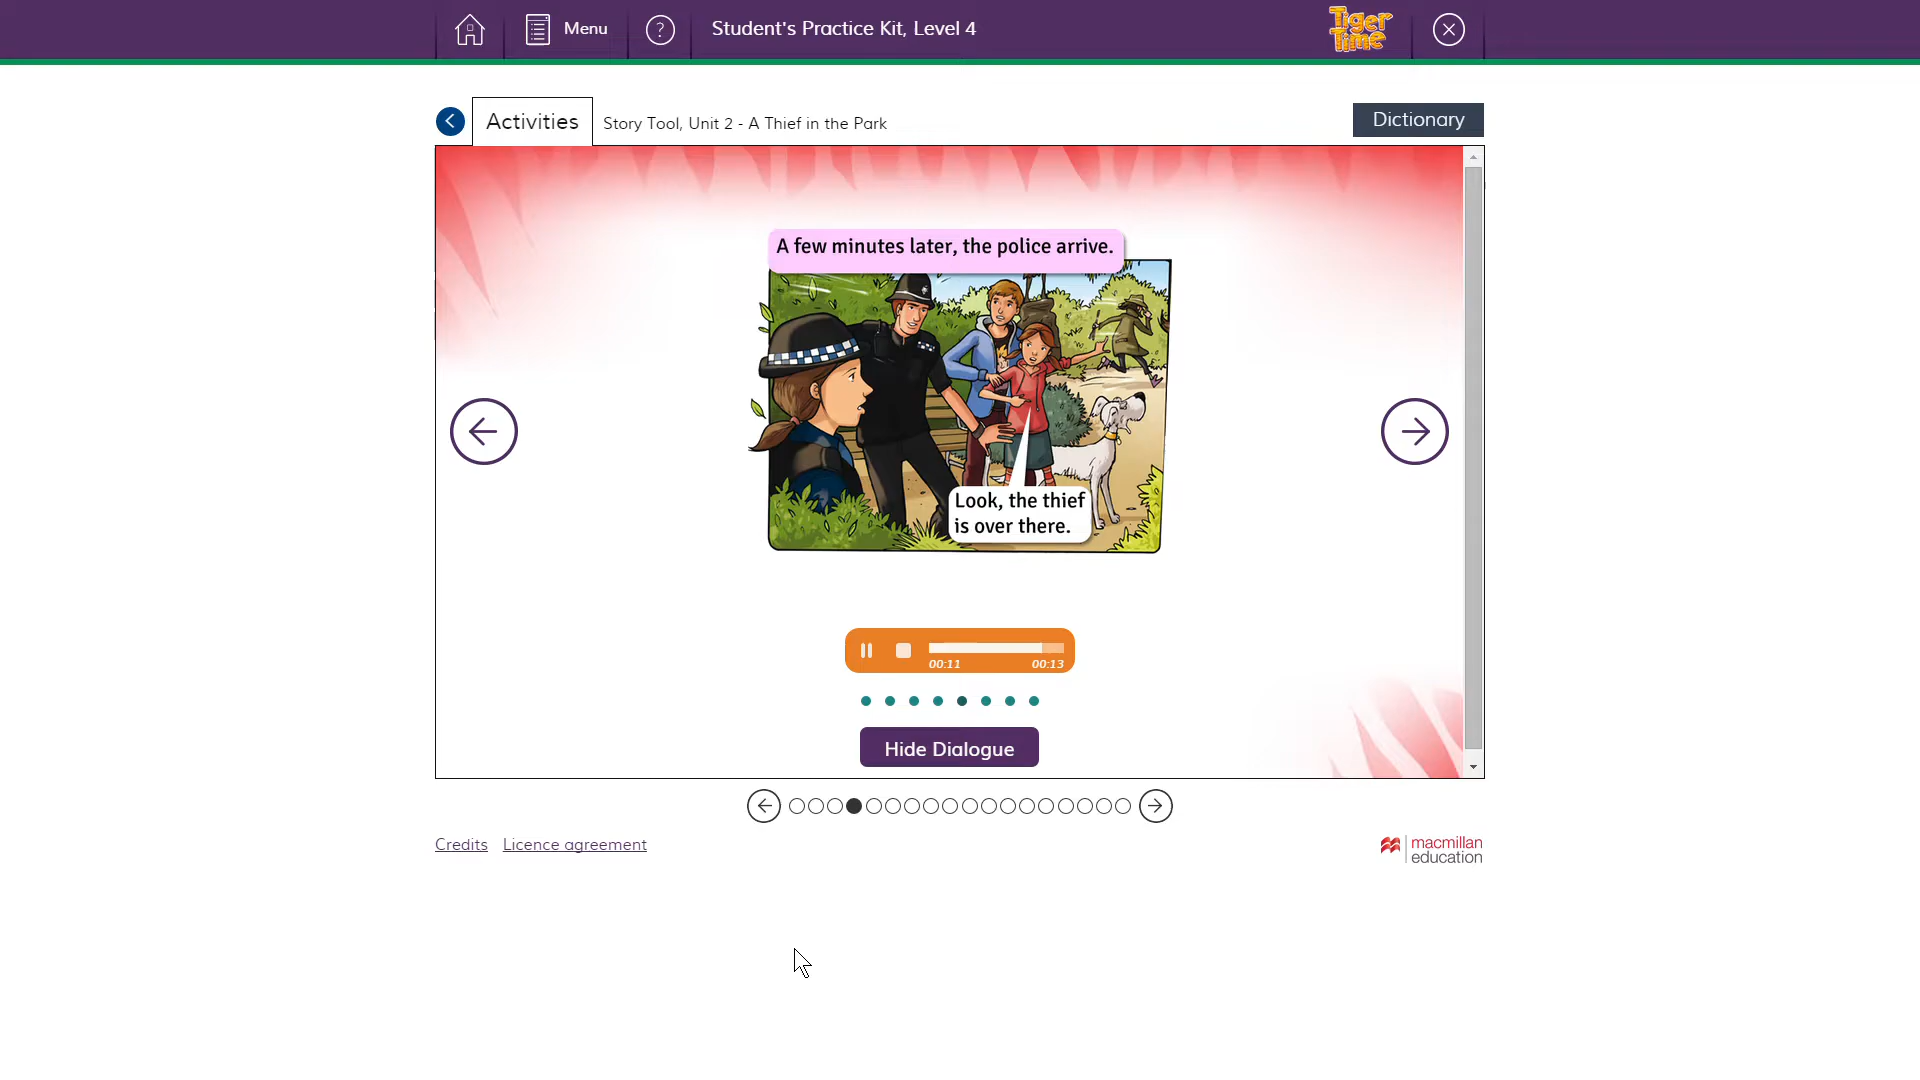 Menu
?
Student's Practice Kit, Level 4
Tiger Time
Activities
Story Tool, Unit 2 - A Thief in the Park
Dictionary
A few minutes later, the police arrive.
Look, the thief
is over there.
00:11
00:13
Hide Dialogue
Credits
Licence agreement
macmillan
education